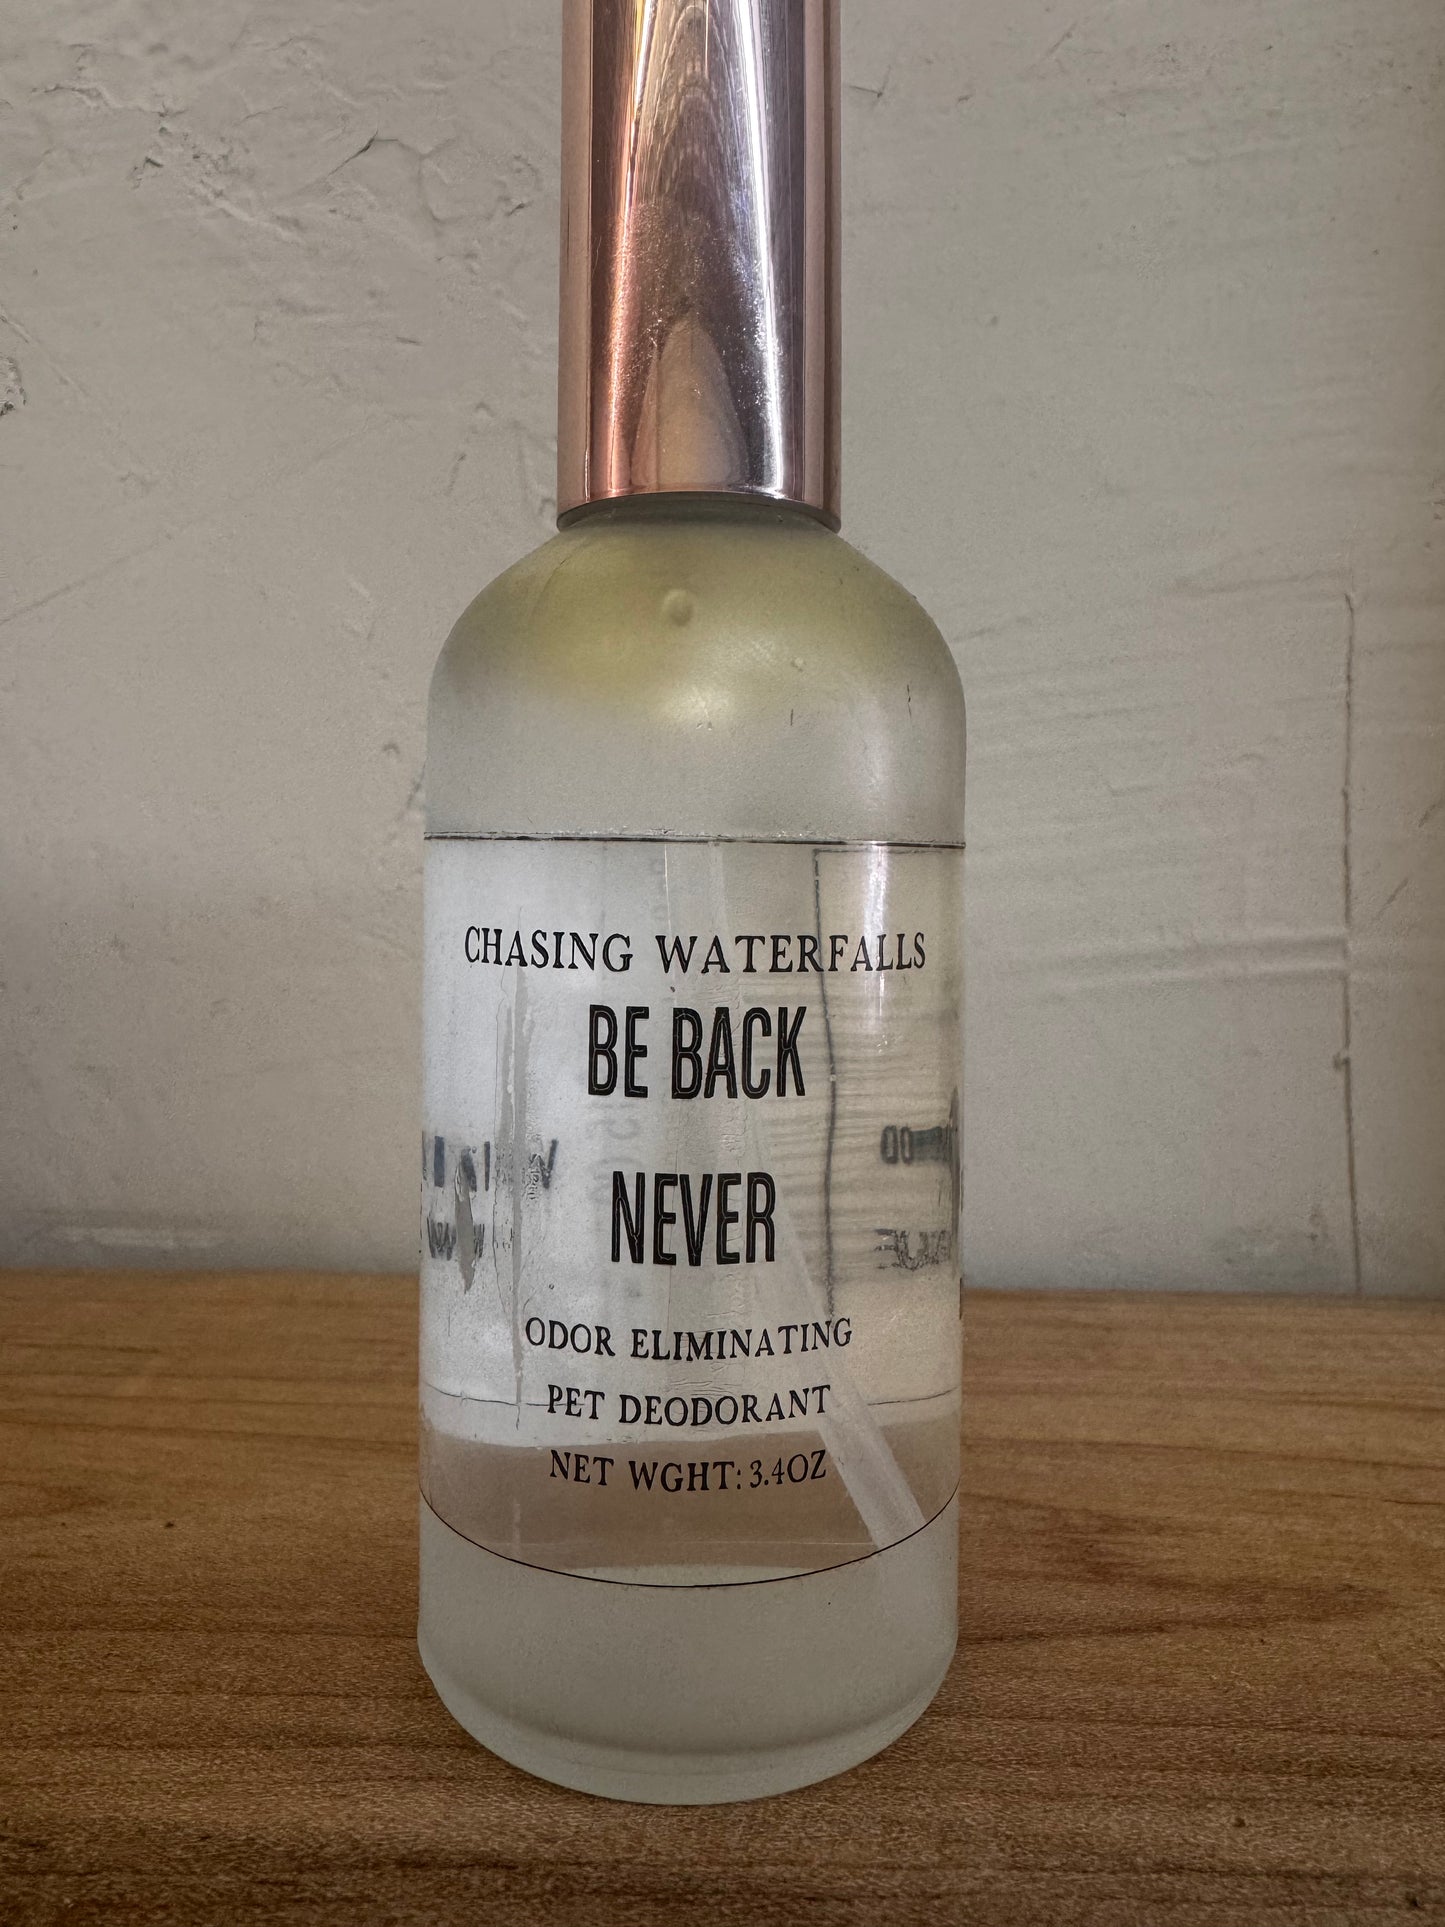 CHASING WATERFALLS
BE BACK
NEVER
ODOR ELIMINATING
PET DEODORANT
NET WGHT: 3.4OZ